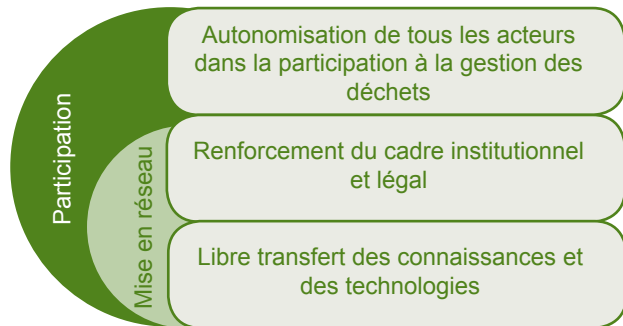 Participation
Mise en réseau
Autonomisation de tous les acteurs
dans la participation à la gestion des
déchets
Renforcement du cadre institutionnel
et légal
Libre transfert des connaissances et
des technologies